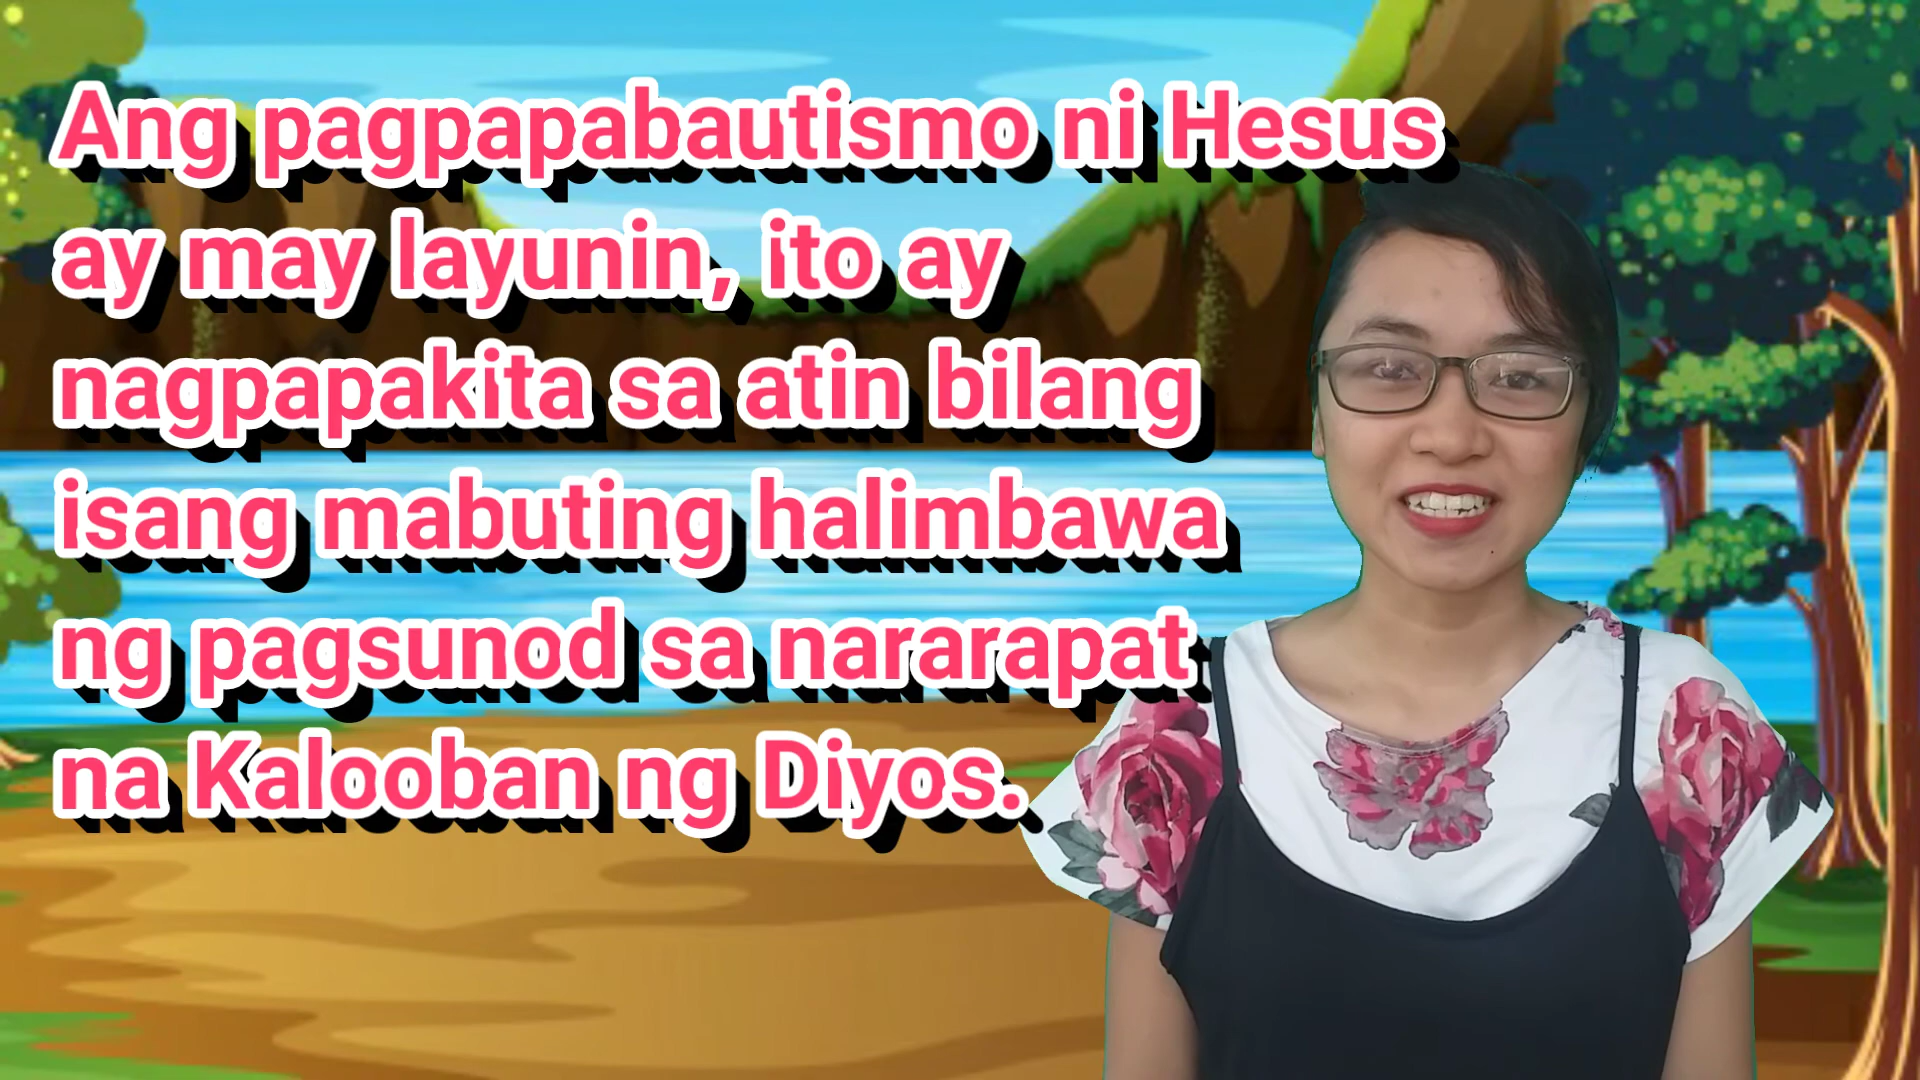 Ang pagpapabautismo ni Hesus
ay may layunin, ito ay
nagpapakita sa atin bilang
isang mabuting halimbawa
ng pagsunod sa nararapat
na Kalooban ng Diyos.